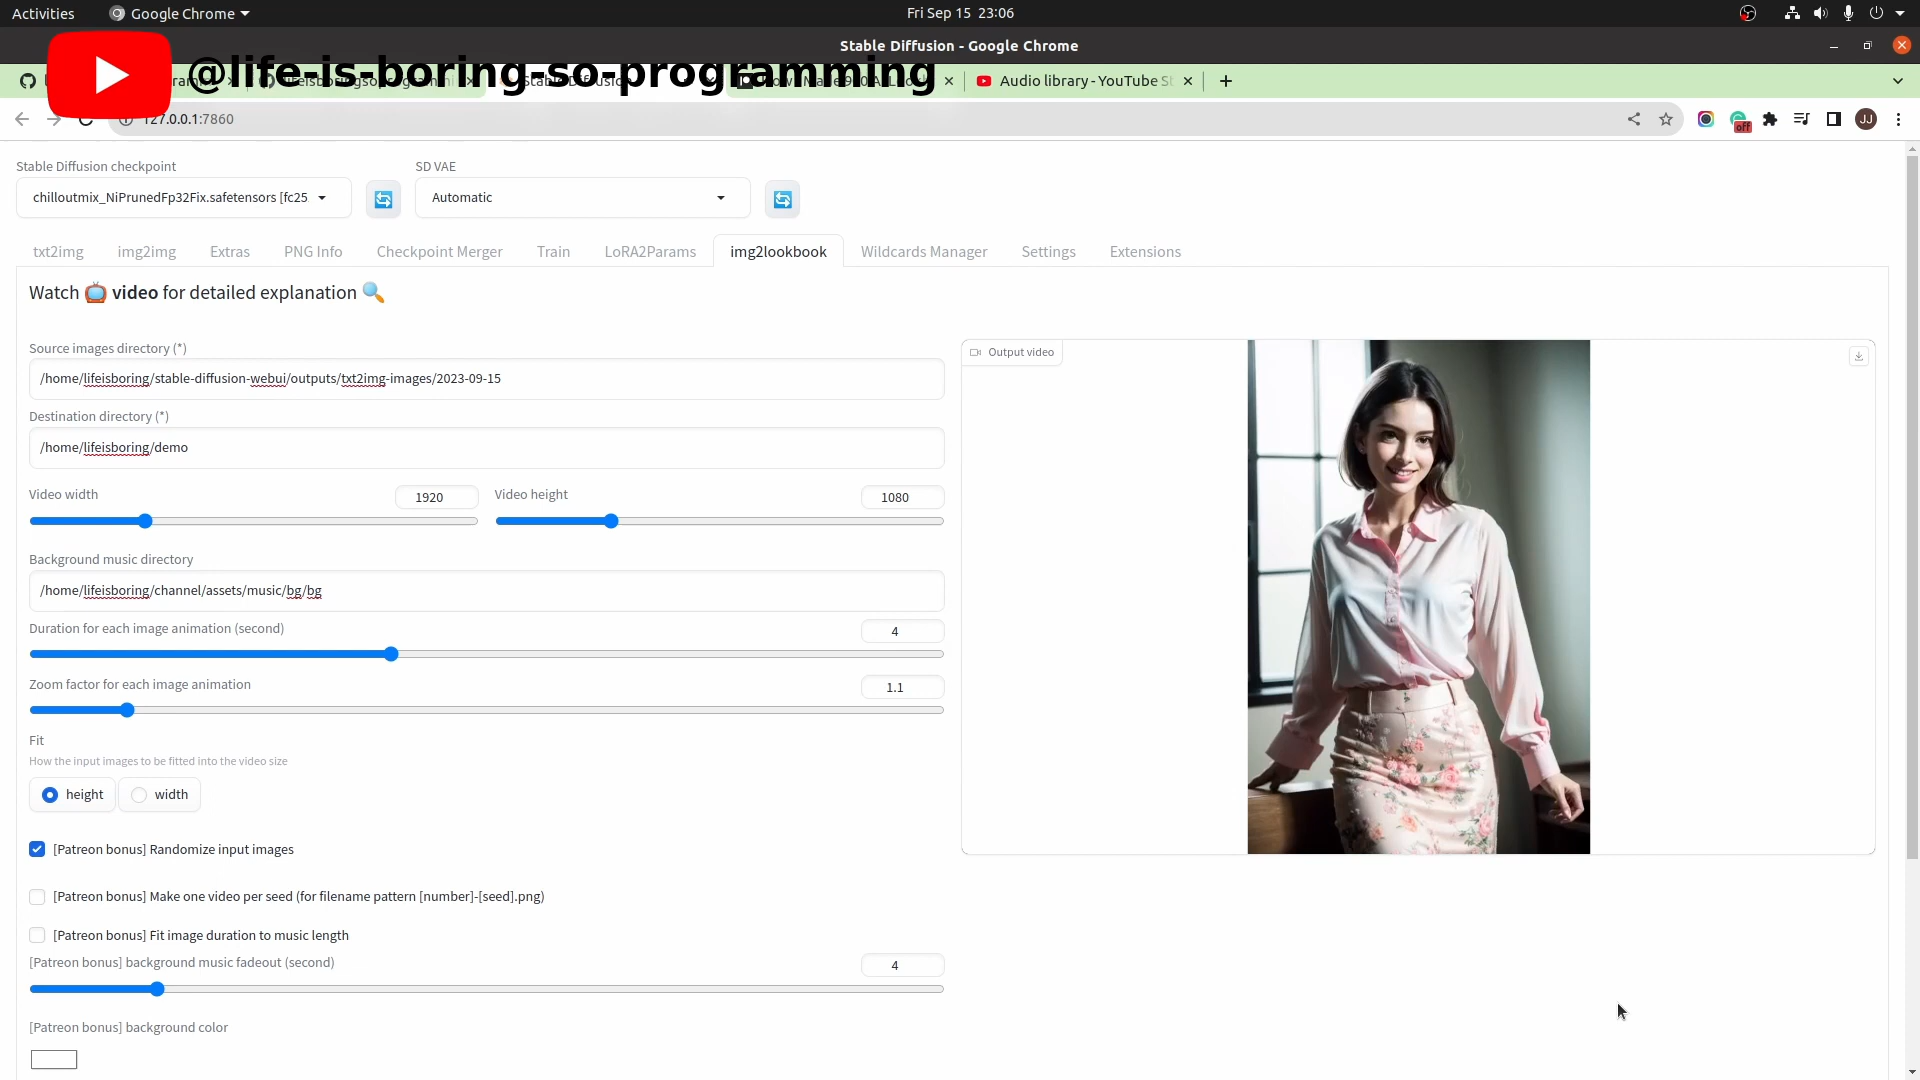 Activities
Google Chrome
Fri Sep 15 23:06
Stable Diffusion - Google Chrome
@life-is-boring-so-programming
Audio library - YouTube S
127.0.0.1:7860
off
JJ
Stable Diffusion checkpoint
SD VAE
chilloutmix_NiPrunedFp32Fix.safetensors [fc25
Automatic
txt2img
img2img
Extras
PNG Info
Checkpoint Merger
Train
LoRA2Params
img2lookbook
Wildcards Manager
Settings
Extensions
Watch 📺 video for detailed explanation 🔍
Source images directory (*)
/home/lifeisboring/stable-diffusion-webui/outputs/txt2img-images/2023-09-15
Output video
Destination directory (*)
/home/lifeisboring/demo
Video width
1920
Video height
1080
Background music directory
/home/lifeisboring/channel/assets/music/bg/bg
Duration for each image animation (second)
4
Zoom factor for each image animation
1.1
Fit
How the input images to be fitted into the video size
height
width
[Patreon bonus] Randomize input images
[Patreon bonus] Make one video per seed (for filename pattern [number]-[seed].png)
[Patreon bonus] Fit image duration to music length
[Patreon bonus] background music fadeout (second)
4
[Patreon bonus] background color